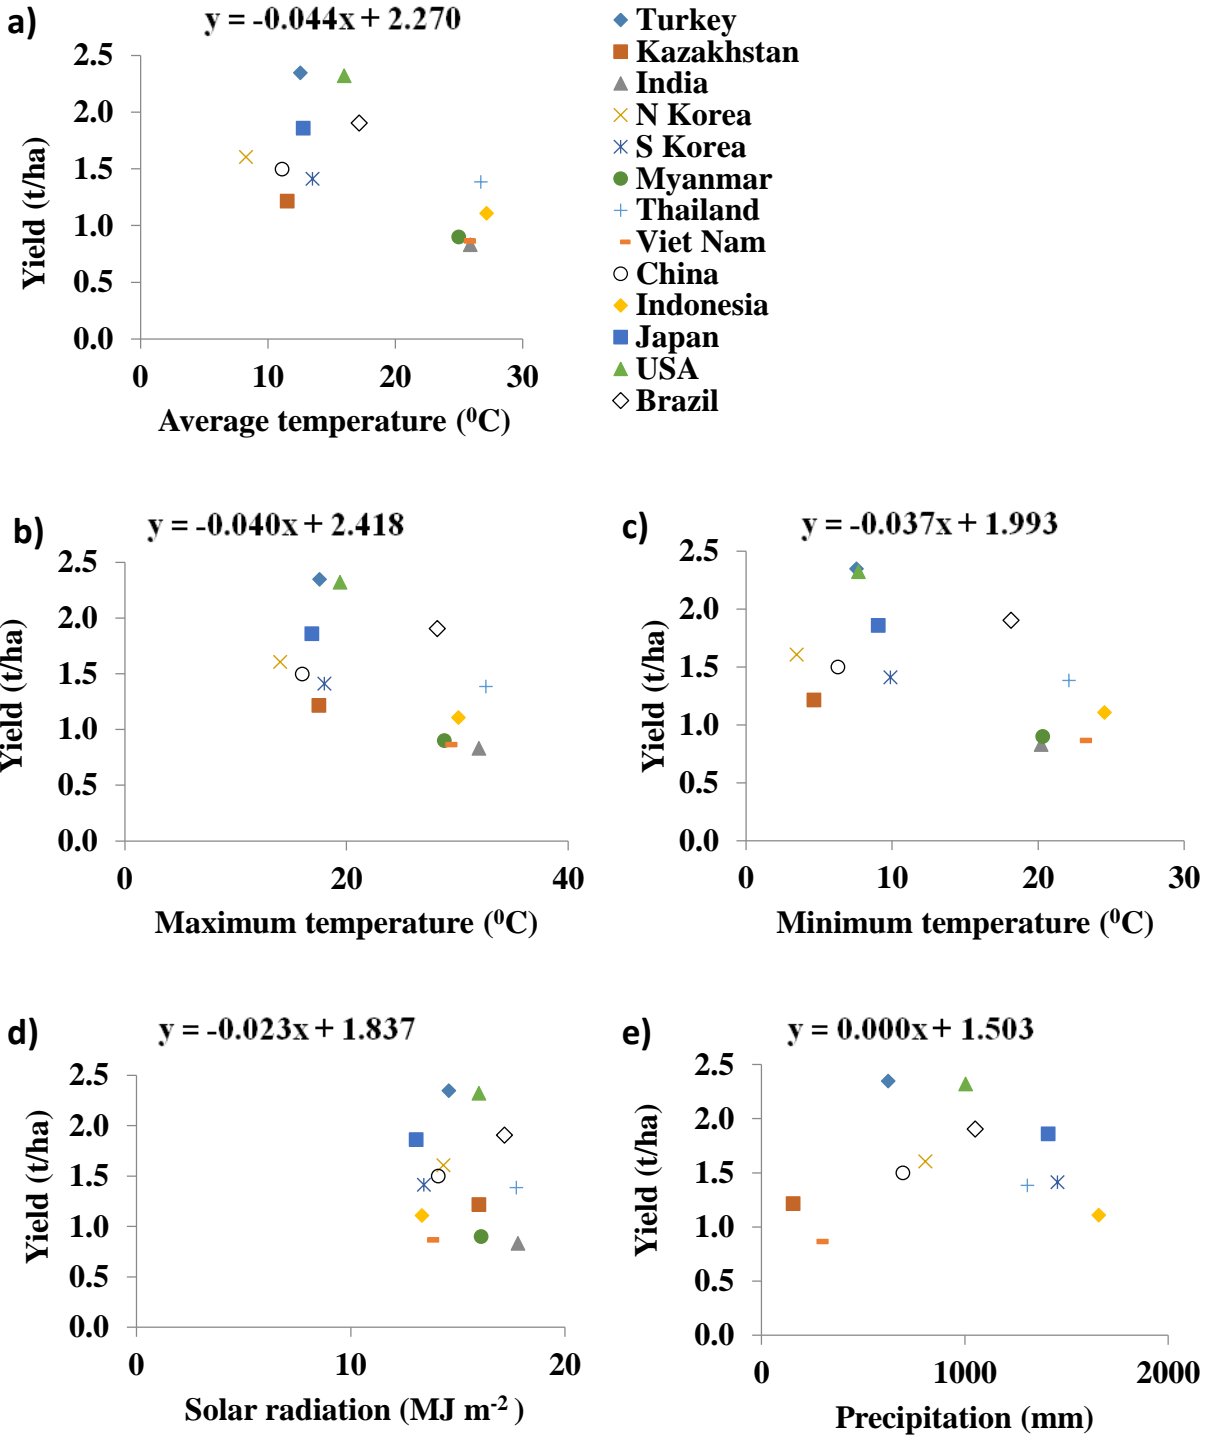 a)
y = -0.044x + 2.270
Yield (t/ha)
2.5
2.0
1.5
1.0
0.5
0.0
0 10 20 30
Average temperature (⁰C)
Turkey
Kazakhstan
India
N Korea
S Korea
Myanmar
Thailand
Viet Nam
China
Indonesia
Japan
USA
Brazil
b)
y = -0.040x + 2.418
Yield (t/ha)
2.5
2.0
1.5
1.0
0.5
0.0
0 20 40
Maximum temperature (⁰C)
c)
y = -0.037x + 1.993
Yield (t/ha)
2.5
2.0
1.5
1.0
0.5
0.0
0 10 20 30
Minimum temperature (⁰C)
d)
y = -0.023x + 1.837
Yield (t/ha)
2.5
2.0
1.5
1.0
0.5
0.0
0 10 20
Solar radiation (MJ m⁻² )
e)
y = 0.000x + 1.503
Yield (t/ha)
2.5
2.0
1.5
1.0
0.5
0.0
0 1000 2000
Precipitation (mm)